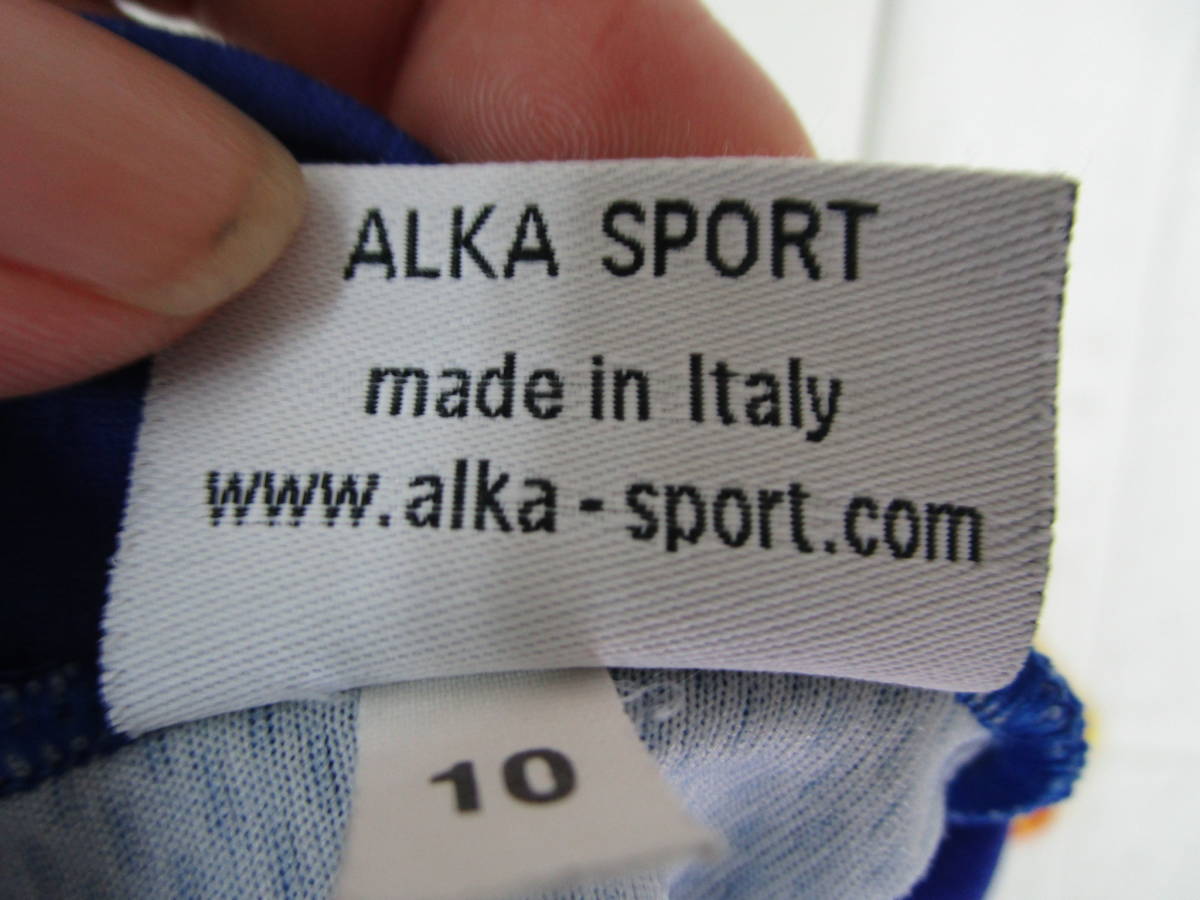 ALKA SPORT
made in Italy
www.alka-sport.com
10